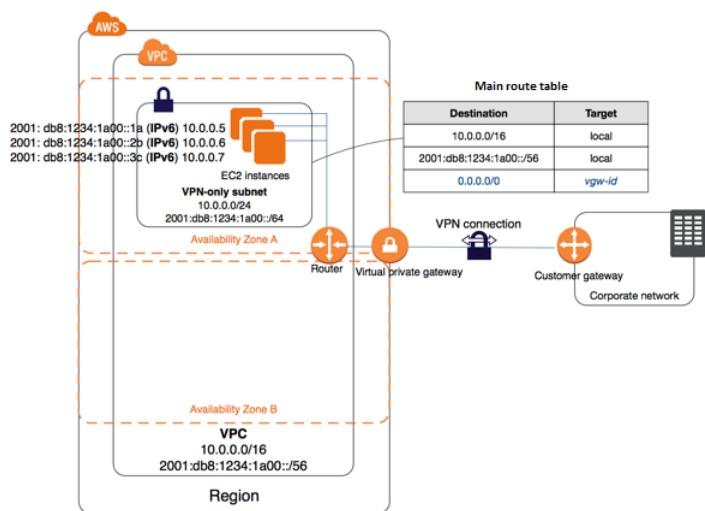 AWS
VPC
Main route table
Destination Target
10.0.0.0/16 local
2001:db8:1234:1a00::/56 local
0.0.0.0/0 vgw-id
2001: db8:1234:1a00::1a (IPv6) 10.0.0.5
2001: db8:1234:1a00::2b (IPv6) 10.0.0.6
2001: db8:1234:1a00::3c (IPv6) 10.0.0.7
EC2 instances
VPN-only subnet
10.0.0.0/24
2001:db8:1234:1a00::/64
Availability Zone A
Router
Virtual private gateway
VPN connection
Customer gateway
Corporate network
Availability Zone B
VPC
10.0.0.0/16
2001:db8:1234:1a00::/56
Region